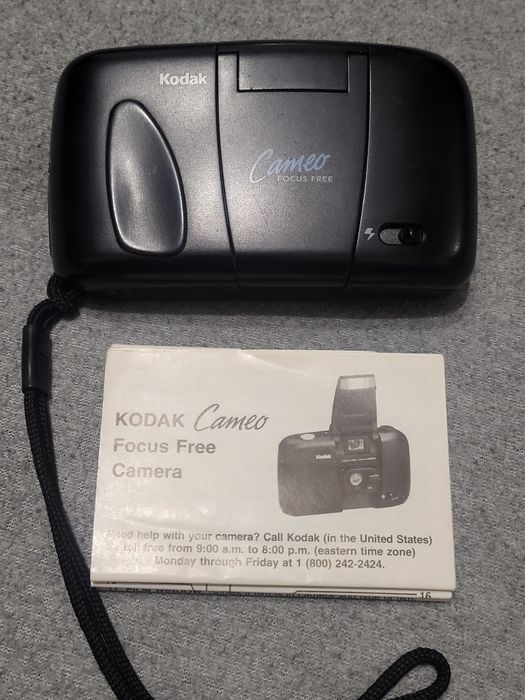 Kodak
Cameo
FOCUS FREE
KODAK Cameo
Focus Free
Camera
Kodak
Need help with your camera? Call Kodak (in the United States)
toll free from 9:00 a.m. to 8:00 p.m. (eastern time zone)
Monday through Friday at 1 (800) 242-2424.
16